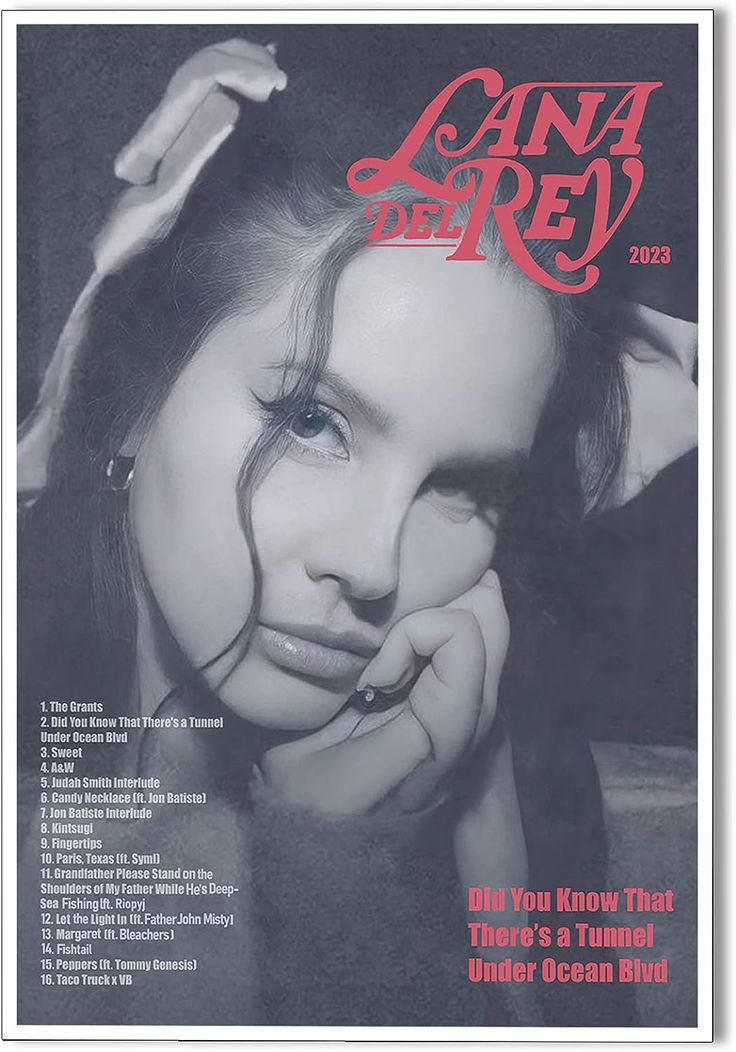 LANA
DEL REY
2023
1. The Grants
2. Did You Know That There's a Tunnel
Under Ocean Blvd
3. Sweet
4. A&W
5. Judah Smith Interlude
6. Candy Necklace (ft. Jon Batiste)
7. Jon Batiste Interlude
8. Kintsugi
9. Fingertips
10. Paris, Texas (ft. Syml)
11. Grandfather Please Stand on the
Shoulders of My Father While He's Deep-
Sea Fishing (ft. Riopyj
12. Let the Light In (ft. Father John Misty)
13. Margaret (ft. Bleachers)
14. Fishtail
15. Peppers (ft. Tommy Genesis)
16. Taco Truck x VB
Did You Know That
There's a Tunnel
Under Ocean Blvd